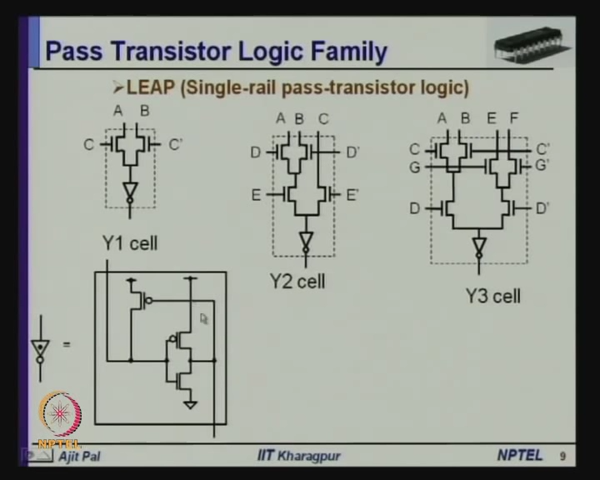 Pass Transistor Logic Family
➢LEAP (Single-rail pass-transistor logic)
A B
C C'
Y1 cell
A B C
D D'
E E'
Y2 cell
A B E F
C C'
G G'
D D'
Y3 cell
=
NPTEL
Ajit Pal IIT Kharagpur NPTEL 9